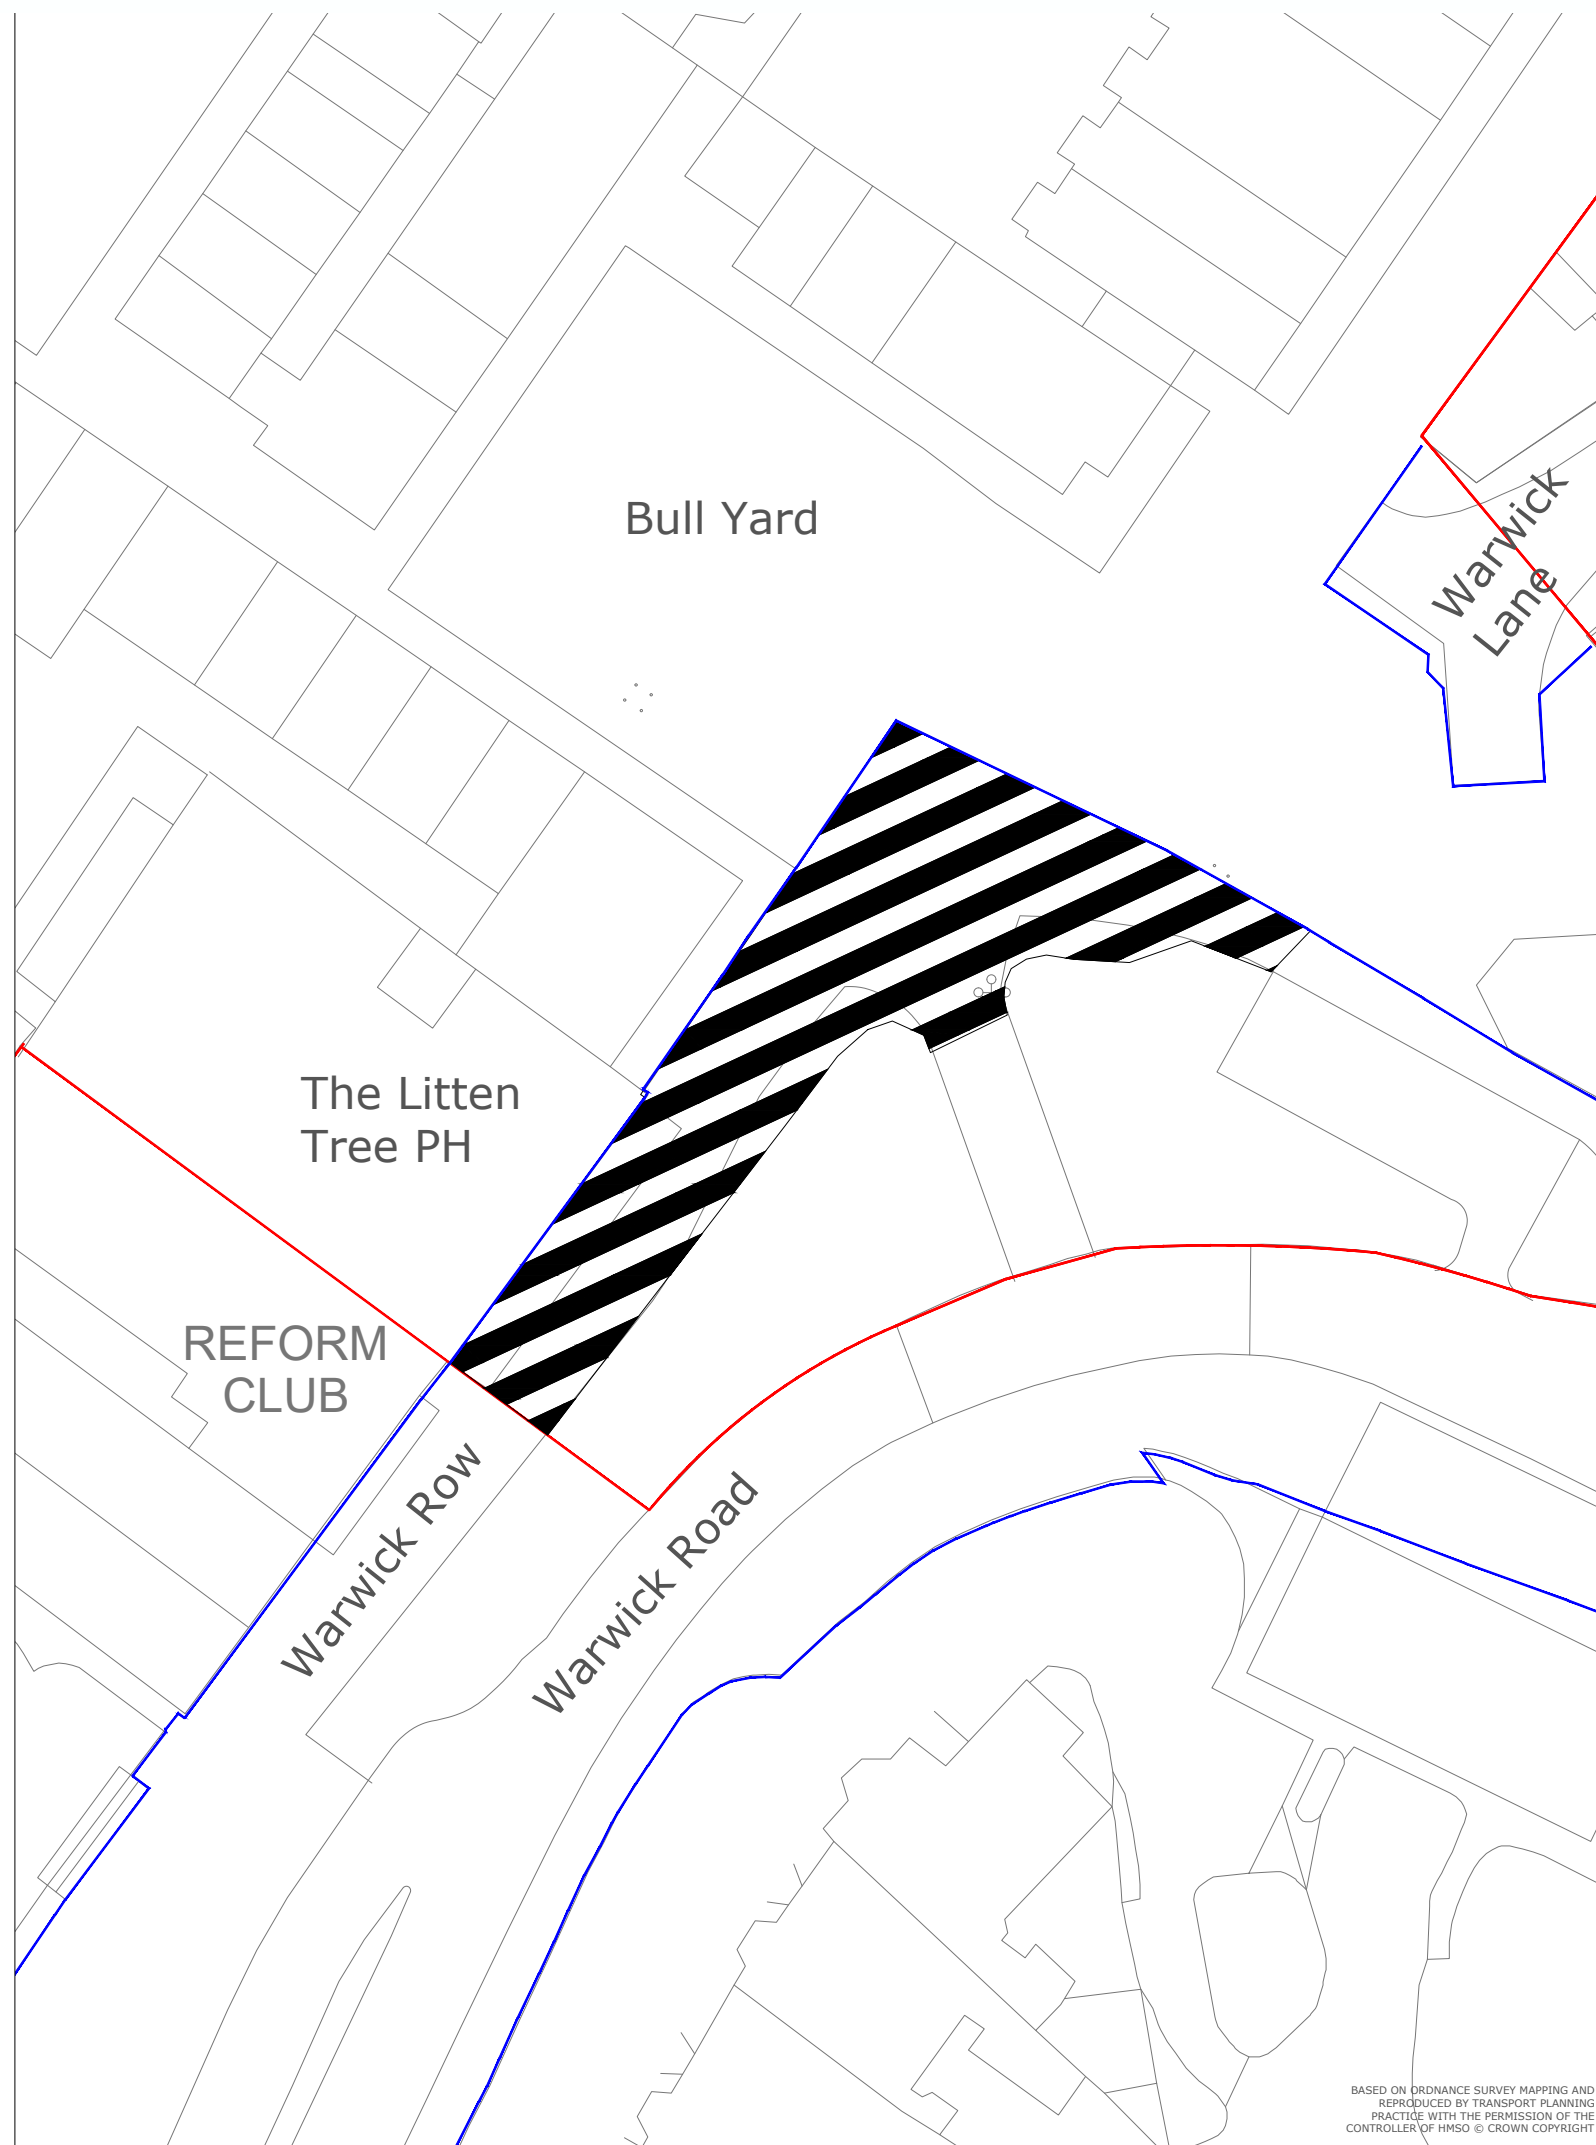 Bull Yard
Warwick
Lane
The Litten
Tree PH
REFORM
CLUB
Warwick Row
Warwick Road
BASED ON ORDNANCE SURVEY MAPPING AND
REPRODUCED BY TRANSPORT PLANNING
PRACTICE WITH THE PERMISSION OF THE
CONTROLLER OF HMSO © CROWN COPYRIGHT